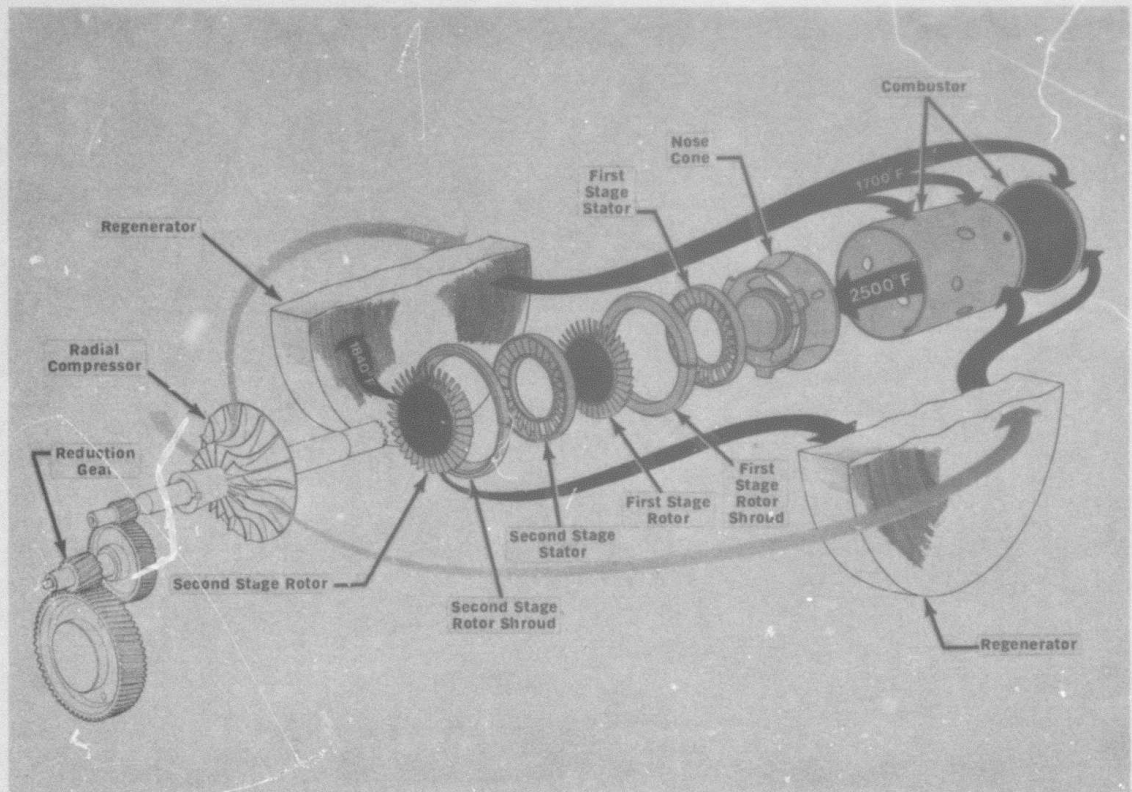 Combustor
Nose
Cone
First
Stage
Stator
1700°F
Regenerator
2500°F
1840°F
Radial
Compressor
Reduction
Gear
First
Stage
Rotor
Shroud
First Stage
Rotor
Second Stage
Stator
Second Stage Rotor
Second Stage
Rotor Shroud
Regenerator